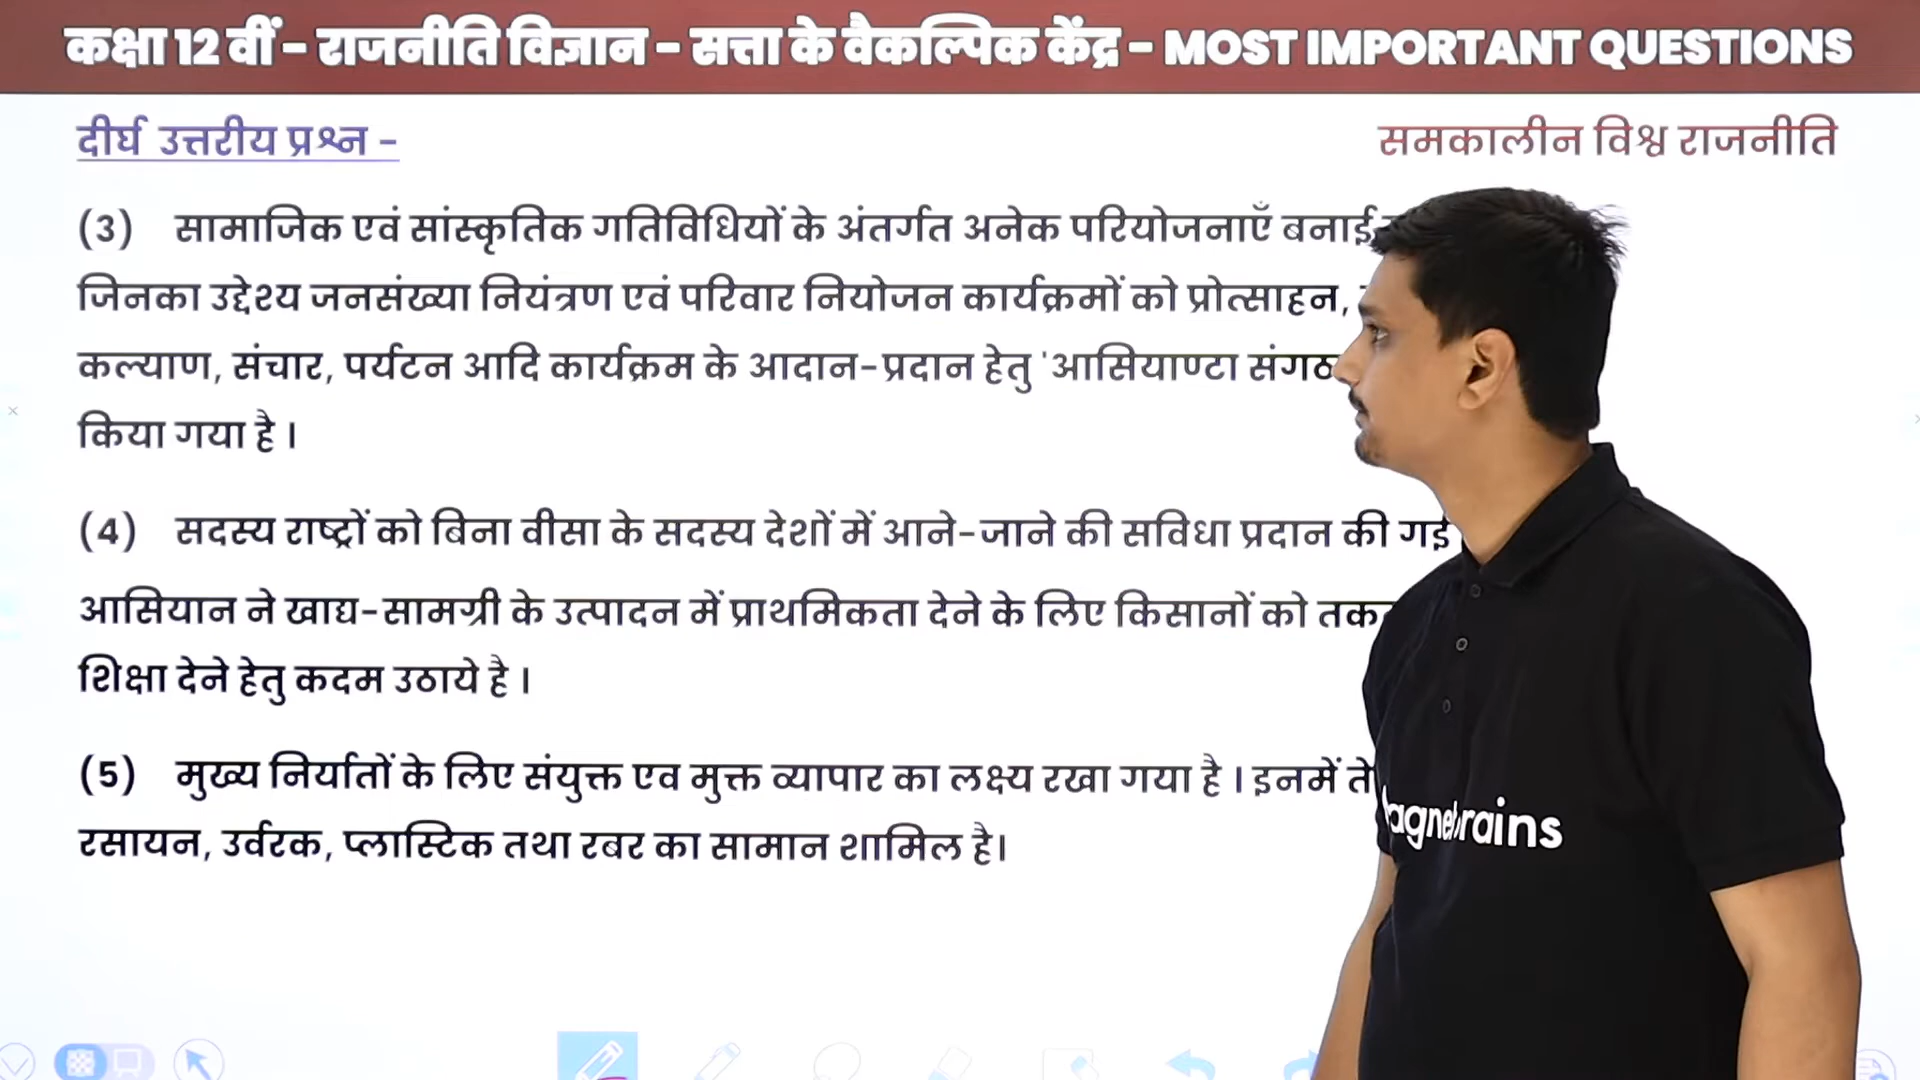 कक्षा 12 वीं - राजनीति विज्ञान - सत्ता के वैकल्पिक केंद्र - MOST IMPORTANT QUESTIONS
दीर्घ उत्तरीय प्रश्न -
समकालीन विश्व राजनीति
(3) सामाजिक एवं सांस्कृतिक गतिविधियों के अंतर्गत अनेक परियोजनाएँ बनाई
जिनका उद्देश्य जनसंख्या नियंत्रण एवं परिवार नियोजन कार्यक्रमों को प्रोत्साहन,
कल्याण, संचार, पर्यटन आदि कार्यक्रम के आदान-प्रदान हेतु 'आसियाण्टा
किया गया है ।
(4) सदस्य राष्ट्रों को बिना वीसा के सदस्य देशों में आने-जाने की सविधा प्रदान की गई
आसियान ने खाद्य-सामग्री के उत्पादन में प्राथमिकता देने के लिए किसानों को
शिक्षा देने हेतु कदम उठाये है ।
(5) मुख्य निर्यातों के लिए संयुक्त एव मुक्त व्यापार का लक्ष्य रखा गया है । इनमें
रसायन, उर्वरक, प्लास्टिक तथा रबर का सामान शामिल है।